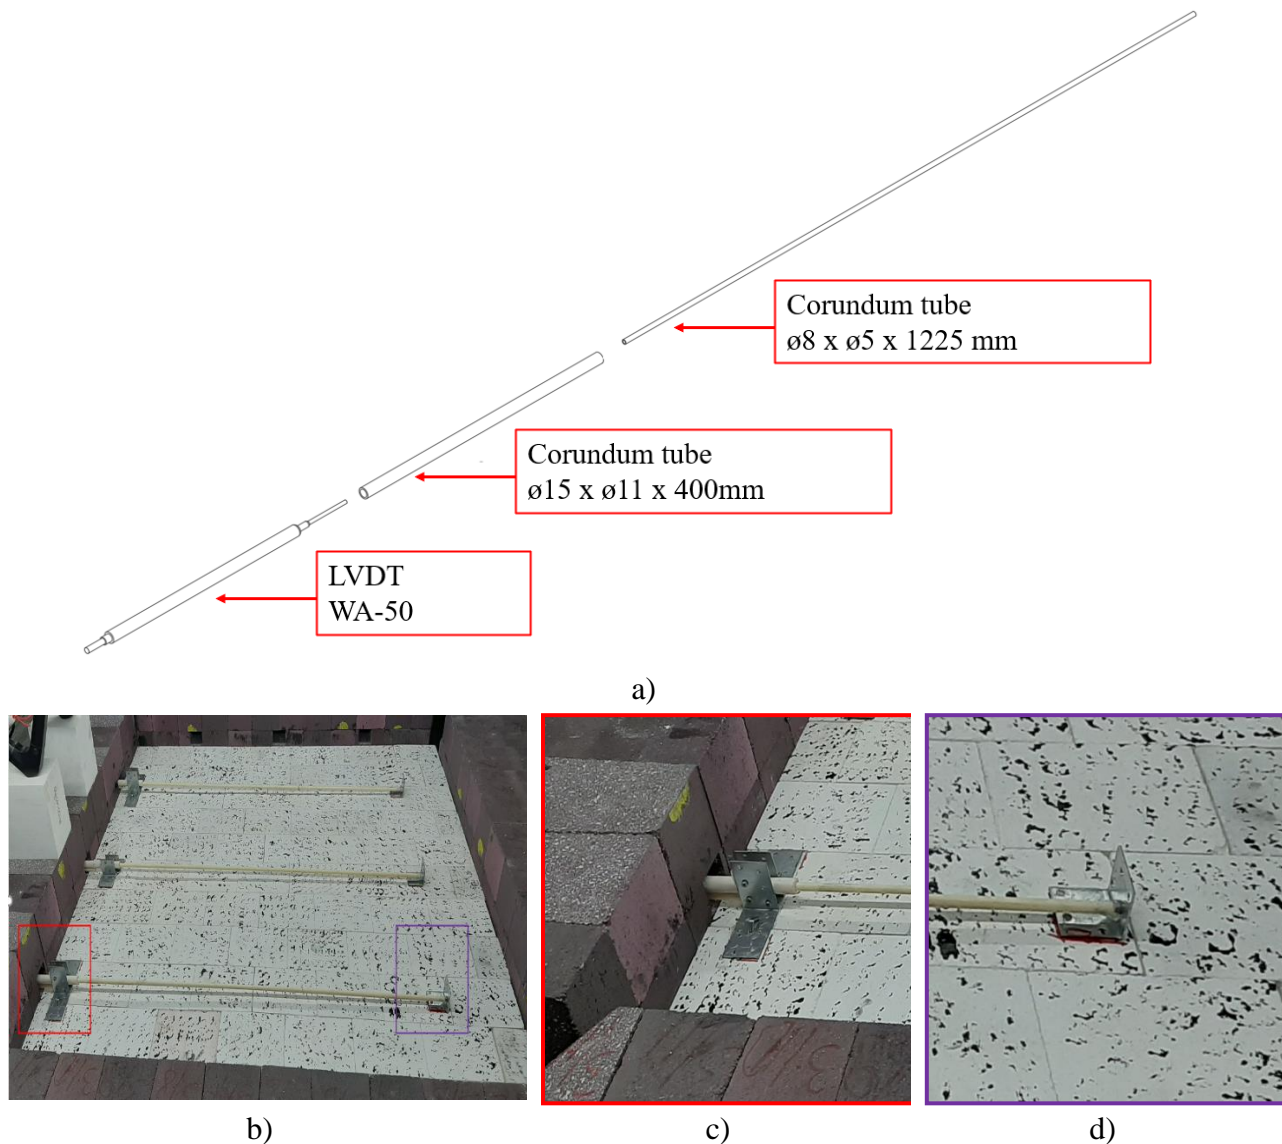 Corundum tube
ø8 x ø5 x 1225 mm
Corundum tube
ø15 x ø11 x 400mm
LVDT
WA-50
a)
b)
c)
d)